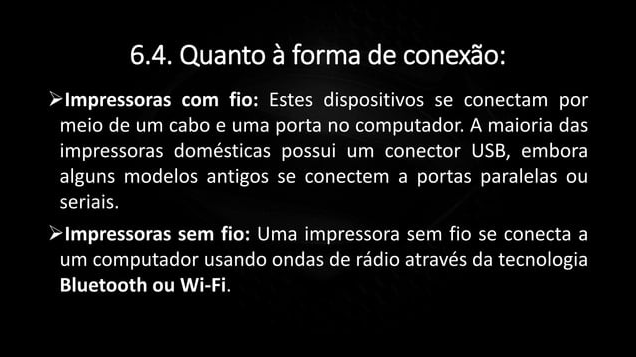 6.4. Quanto à forma de conexão:
➢Impressoras com fio: Estes dispositivos se conectam por
meio de um cabo e uma porta no computador. A maioria das
impressoras domésticas possui um conector USB, embora
alguns modelos antigos se conectem a portas paralelas ou
seriais.
➢Impressoras sem fio: Uma impressora sem fio se conecta a
um computador usando ondas de rádio através da tecnologia
Bluetooth ou Wi-Fi.